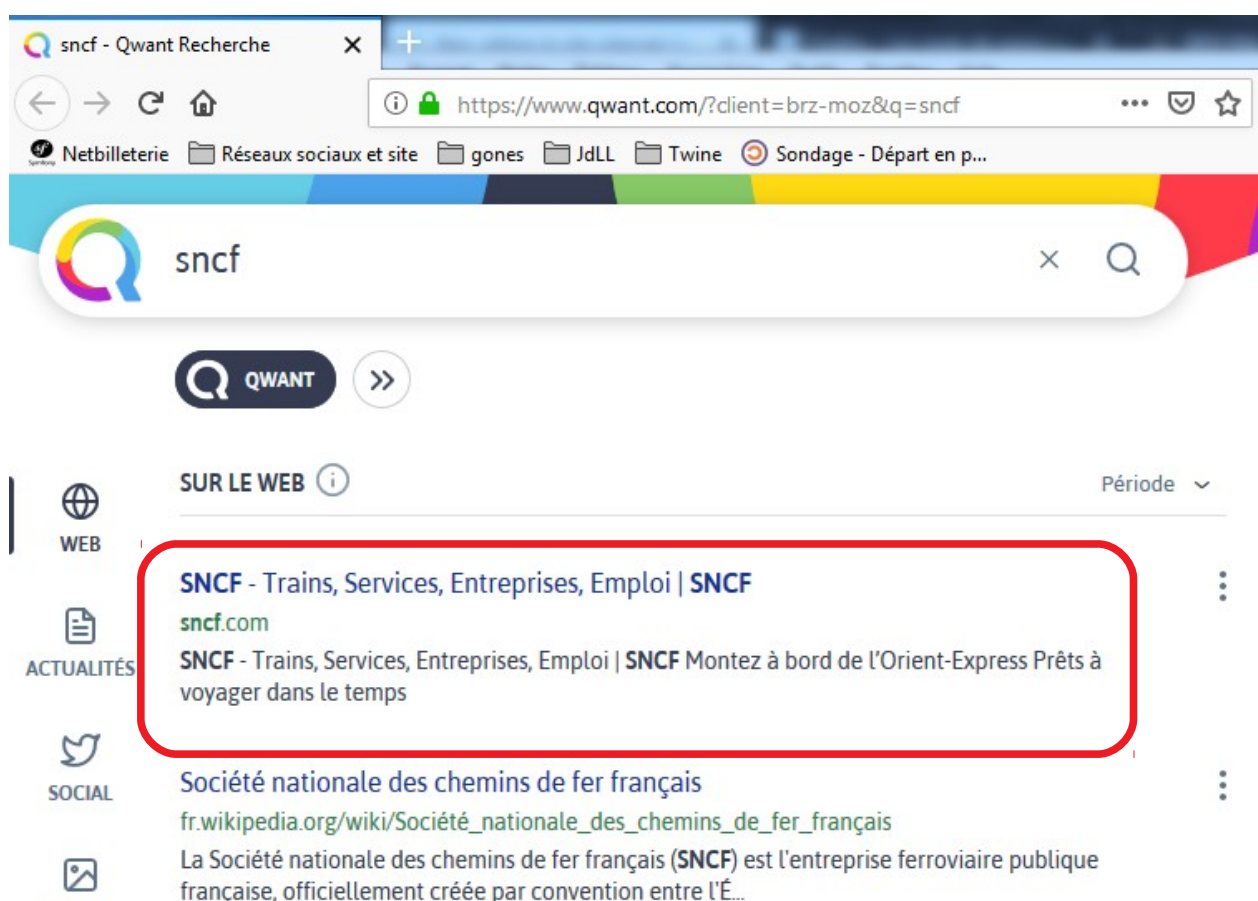 sncf - Qwant Recherche
https://www.qwant.com/?client=brz-moz&q=sncf
Netbilleterie Réseaux sociaux et site gones JdLL Twine Sondage - Départ en p...
sncf
QWANT
SUR LE WEB
Période
WEB
SNCF - Trains, Services, Entreprises, Emploi | SNCF
sncf.com
SNCF - Trains, Services, Entreprises, Emploi | SNCF Montez à bord de l'Orient-Express Prêts à
voyager dans le temps
ACTUALITÉS
SOCIAL
Société nationale des chemins de fer français
fr.wikipedia.org/wiki/Société_nationale_des_chemins_de_fer_français
La Société nationale des chemins de fer français (SNCF) est l'entreprise ferroviaire publique
française, officiellement créée par convention entre l'É...